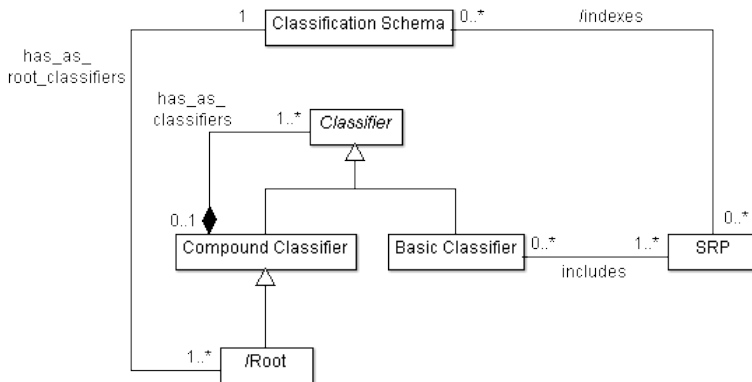 1
Classification Schema
0..*
/indexes
has_as_
root_classifiers
has_as_
classifiers
1..*
Classifier
0..1
0..*
Compound Classifier
Basic Classifier
0..*
1..*
SRP
includes
1..*
/Root